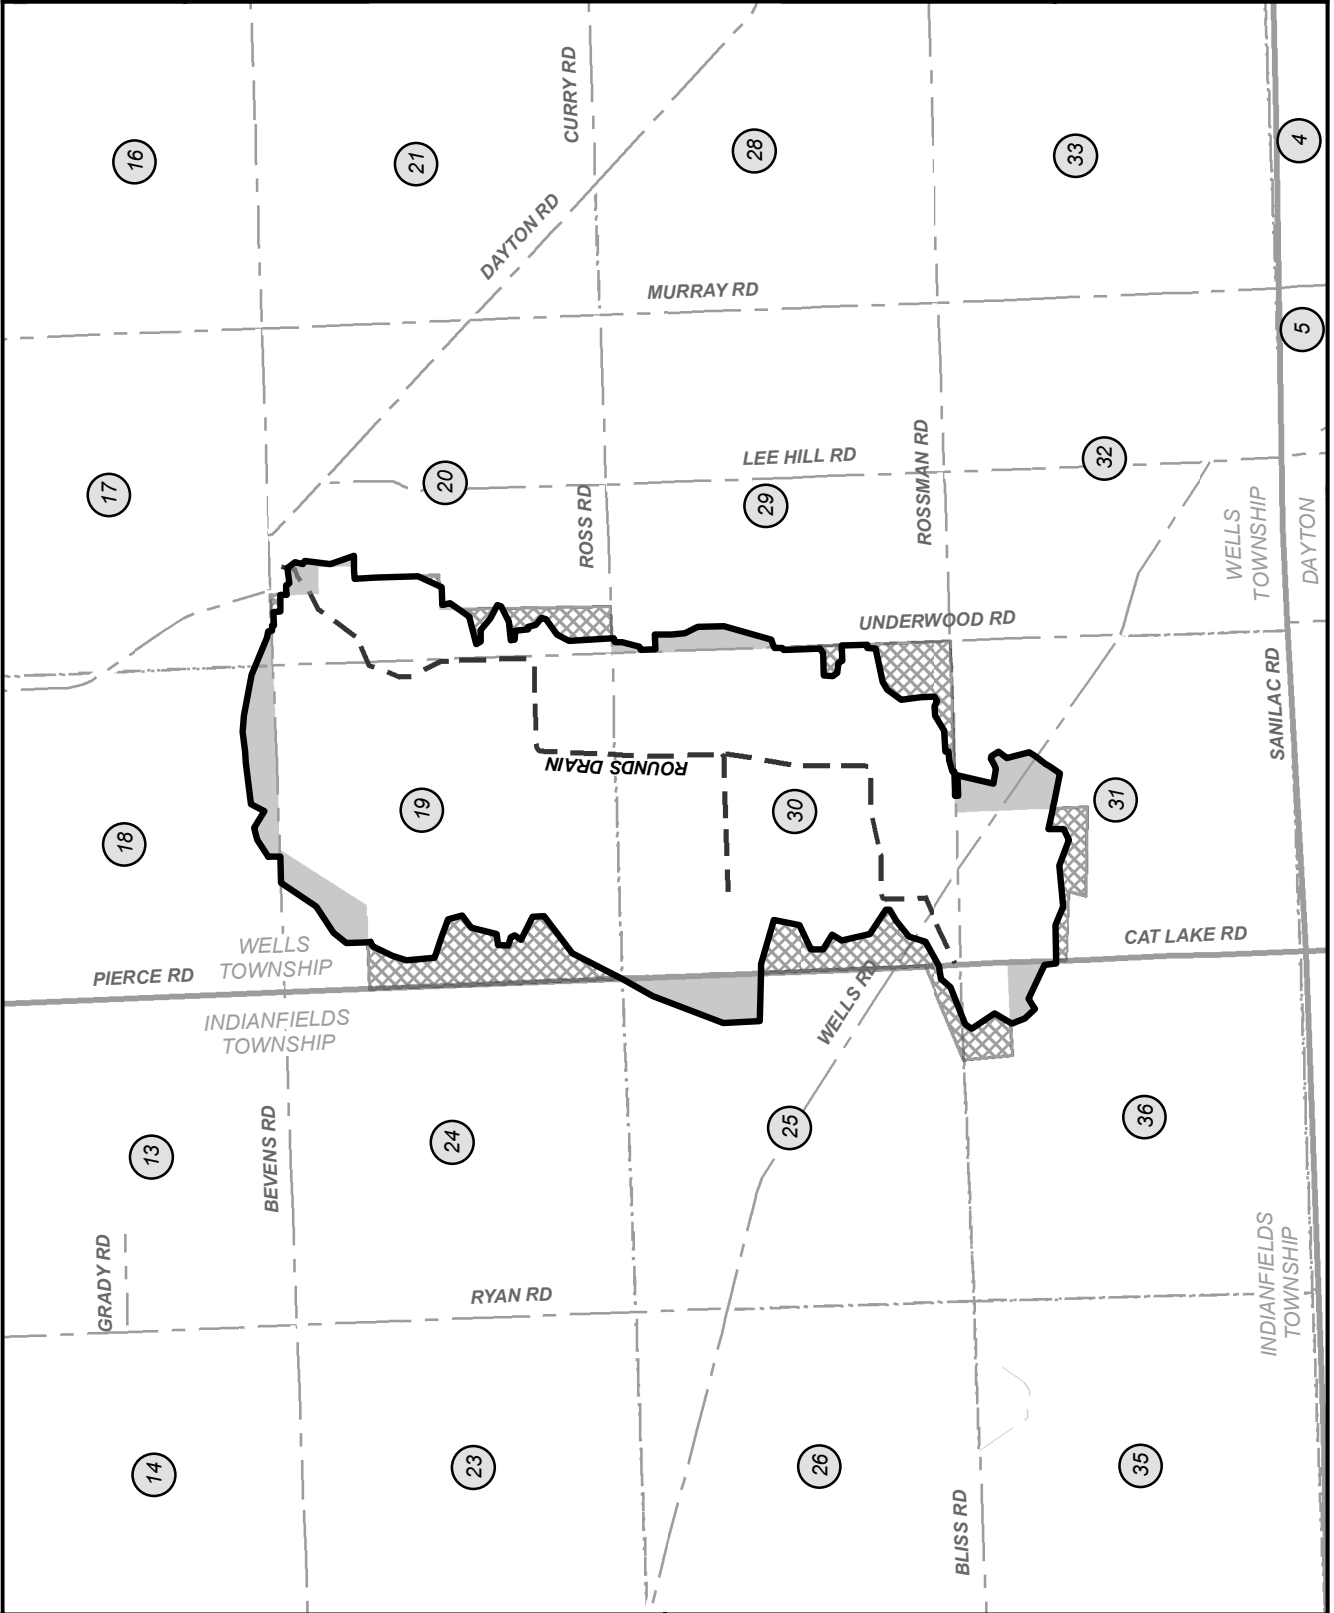 CURRY RD
16
21
28
33
4
DAYTON RD
MURRAY RD
5
17
20
LEE HILL RD
ROSSMAN RD
32
ROSS RD
29
WELLS
TOWNSHIP
DAYTON
UNDERWOOD RD
SANILAC RD
ROUNDS DRAIN
18
19
30
31
WELLS
TOWNSHIP
PIERCE RD
CAT LAKE RD
WELLS RD
INDIANFIELDS
TOWNSHIP
13
BEVENS RD
24
25
36
GRADY RD
RYAN RD
INDIANFIELDS
TOWNSHIP
14
23
26
35
BLISS RD